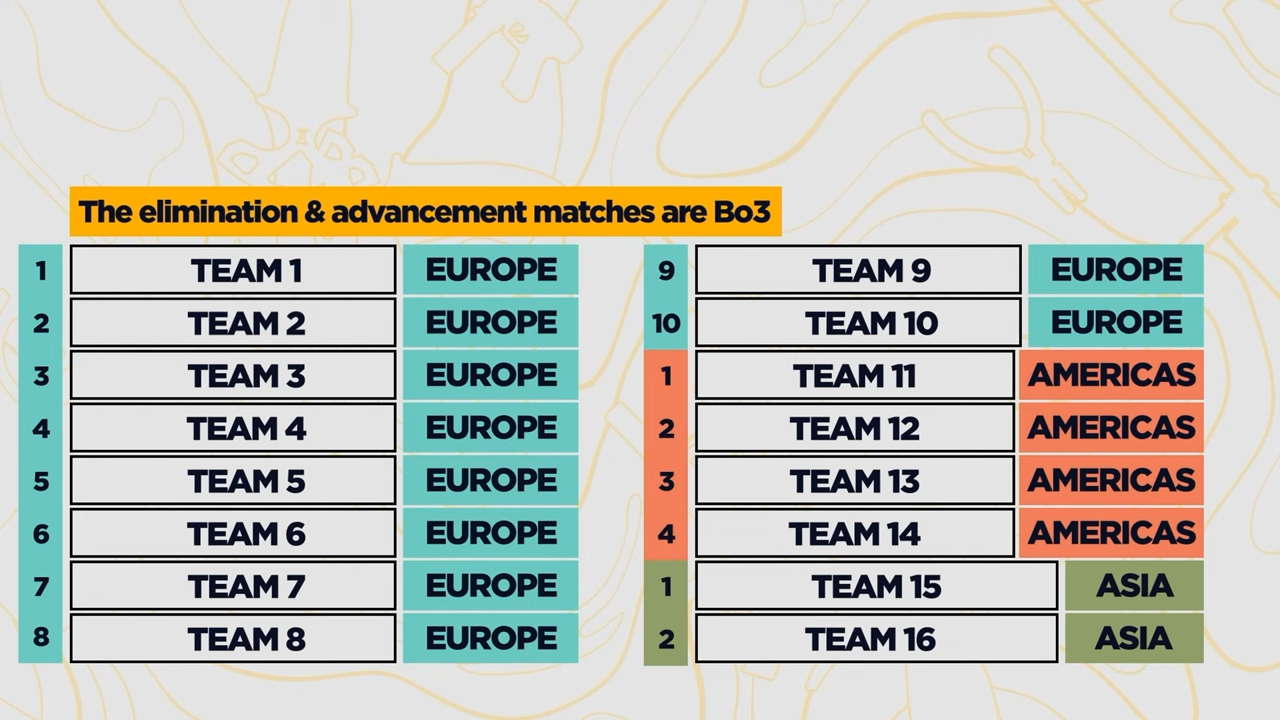 The elimination & advancement matches are Bo3
1 TEAM 1 EUROPE
2 TEAM 2 EUROPE
3 TEAM 3 EUROPE
4 TEAM 4 EUROPE
5 TEAM 5 EUROPE
6 TEAM 6 EUROPE
7 TEAM 7 EUROPE
8 TEAM 8 EUROPE
9 TEAM 9 EUROPE
10 TEAM 10 EUROPE
1 TEAM 11 AMERICAS
2 TEAM 12 AMERICAS
3 TEAM 13 AMERICAS
4 TEAM 14 AMERICAS
1 TEAM 15 ASIA
2 TEAM 16 ASIA